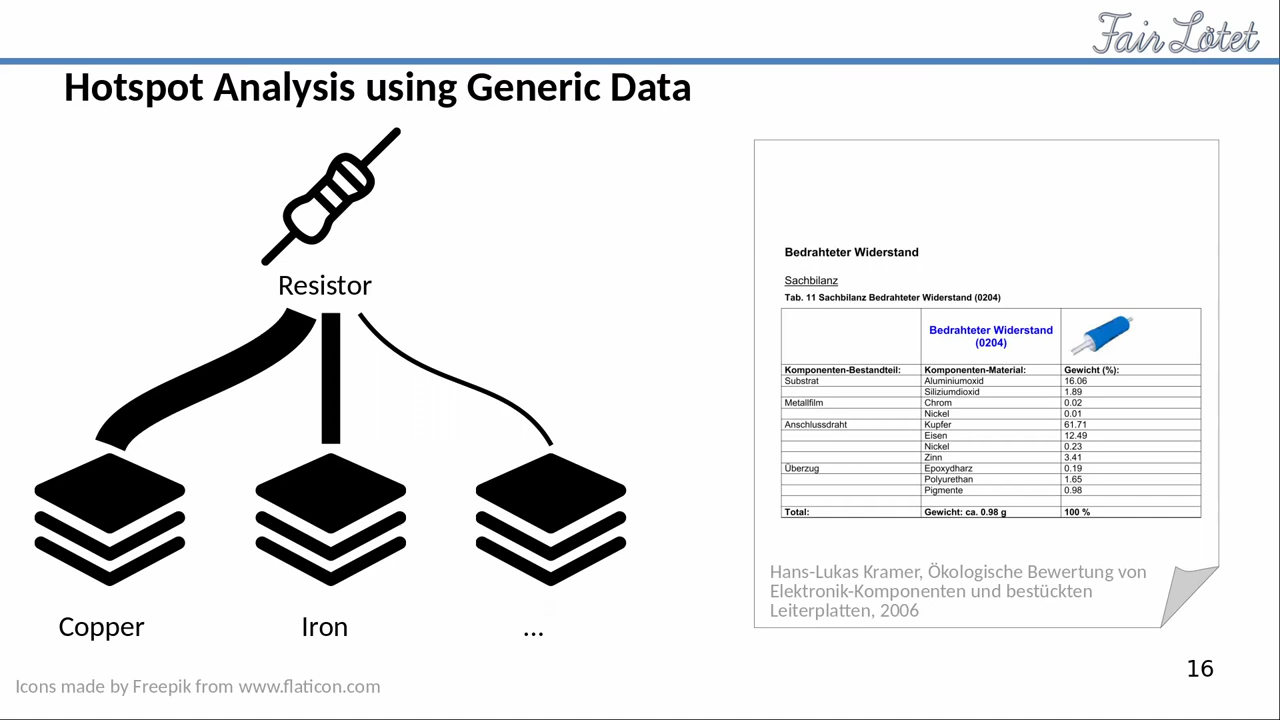 Fair Lötet
Hotspot Analysis using Generic Data
Resistor
Copper
Iron
...
Icons made by Freepik from www.flaticon.com
Bedrahteter Widerstand
Sachbilanz
Tab. 11 Sachbilanz Bedrahteter Widerstand (0204)
Bedrahteter Widerstand
(0204)
Komponenten-Bestandteil: Komponenten-Material: Gewicht (%):
Substrat Aluminiumoxid 16.06
Siliziumdioxid 1.89
Metallfilm Chrom 0.02
Nickel 0.01
Anschlussdraht Kupfer 61.71
Eisen 12.49
Nickel 0.23
Zinn 3.41
Überzug Epoxydharz 0.19
Polyurethan 1.65
Pigmente 0.98
Total: Gewicht: ca. 0.98 g 100 %
Hans-Lukas Kramer, Ökologische Bewertung von
Elektronik-Komponenten und bestückten
Leiterplatten, 2006
16